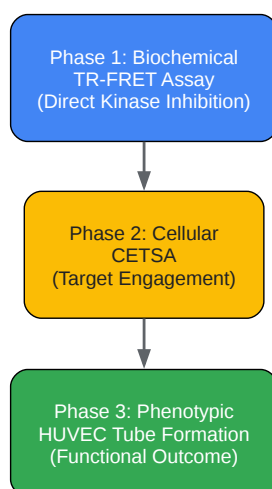 Phase 1: Biochemical
TR-FRET Assay
(Direct Kinase Inhibition)
Phase 2: Cellular
CETSA
(Target Engagement)
Phase 3: Phenotypic
HUVEC Tube Formation
(Functional Outcome)